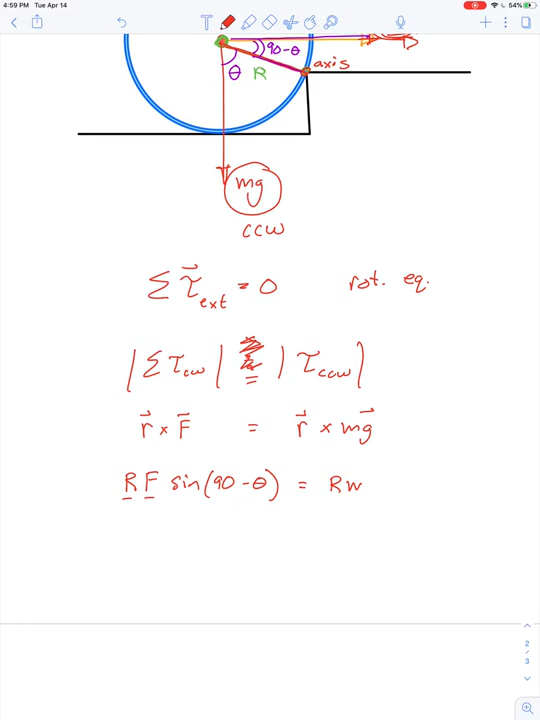 4:59 PM Tue Apr 14
54%
90-θ
axis
θ
R
mg
ccw
Σ τ⃗ext = 0 rot. eq.
|Σ τcw| = |τccw|
r⃗ × F⃗ = r⃗ × mg⃗
RF sin(90-θ) = Rw
2
/
3